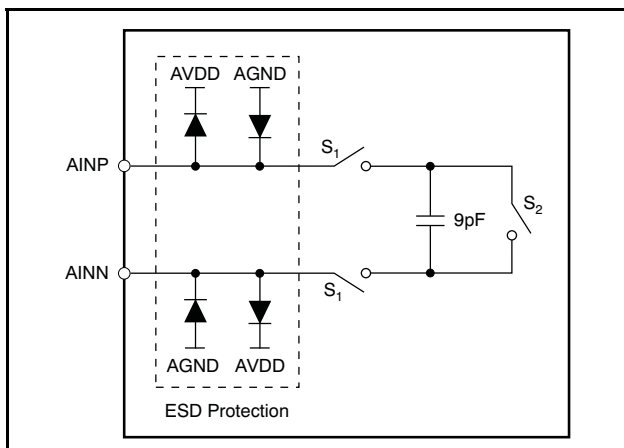 AVDD AGND
AINP
S1
S2
9pF
AINN
S1
AGND AVDD
ESD Protection